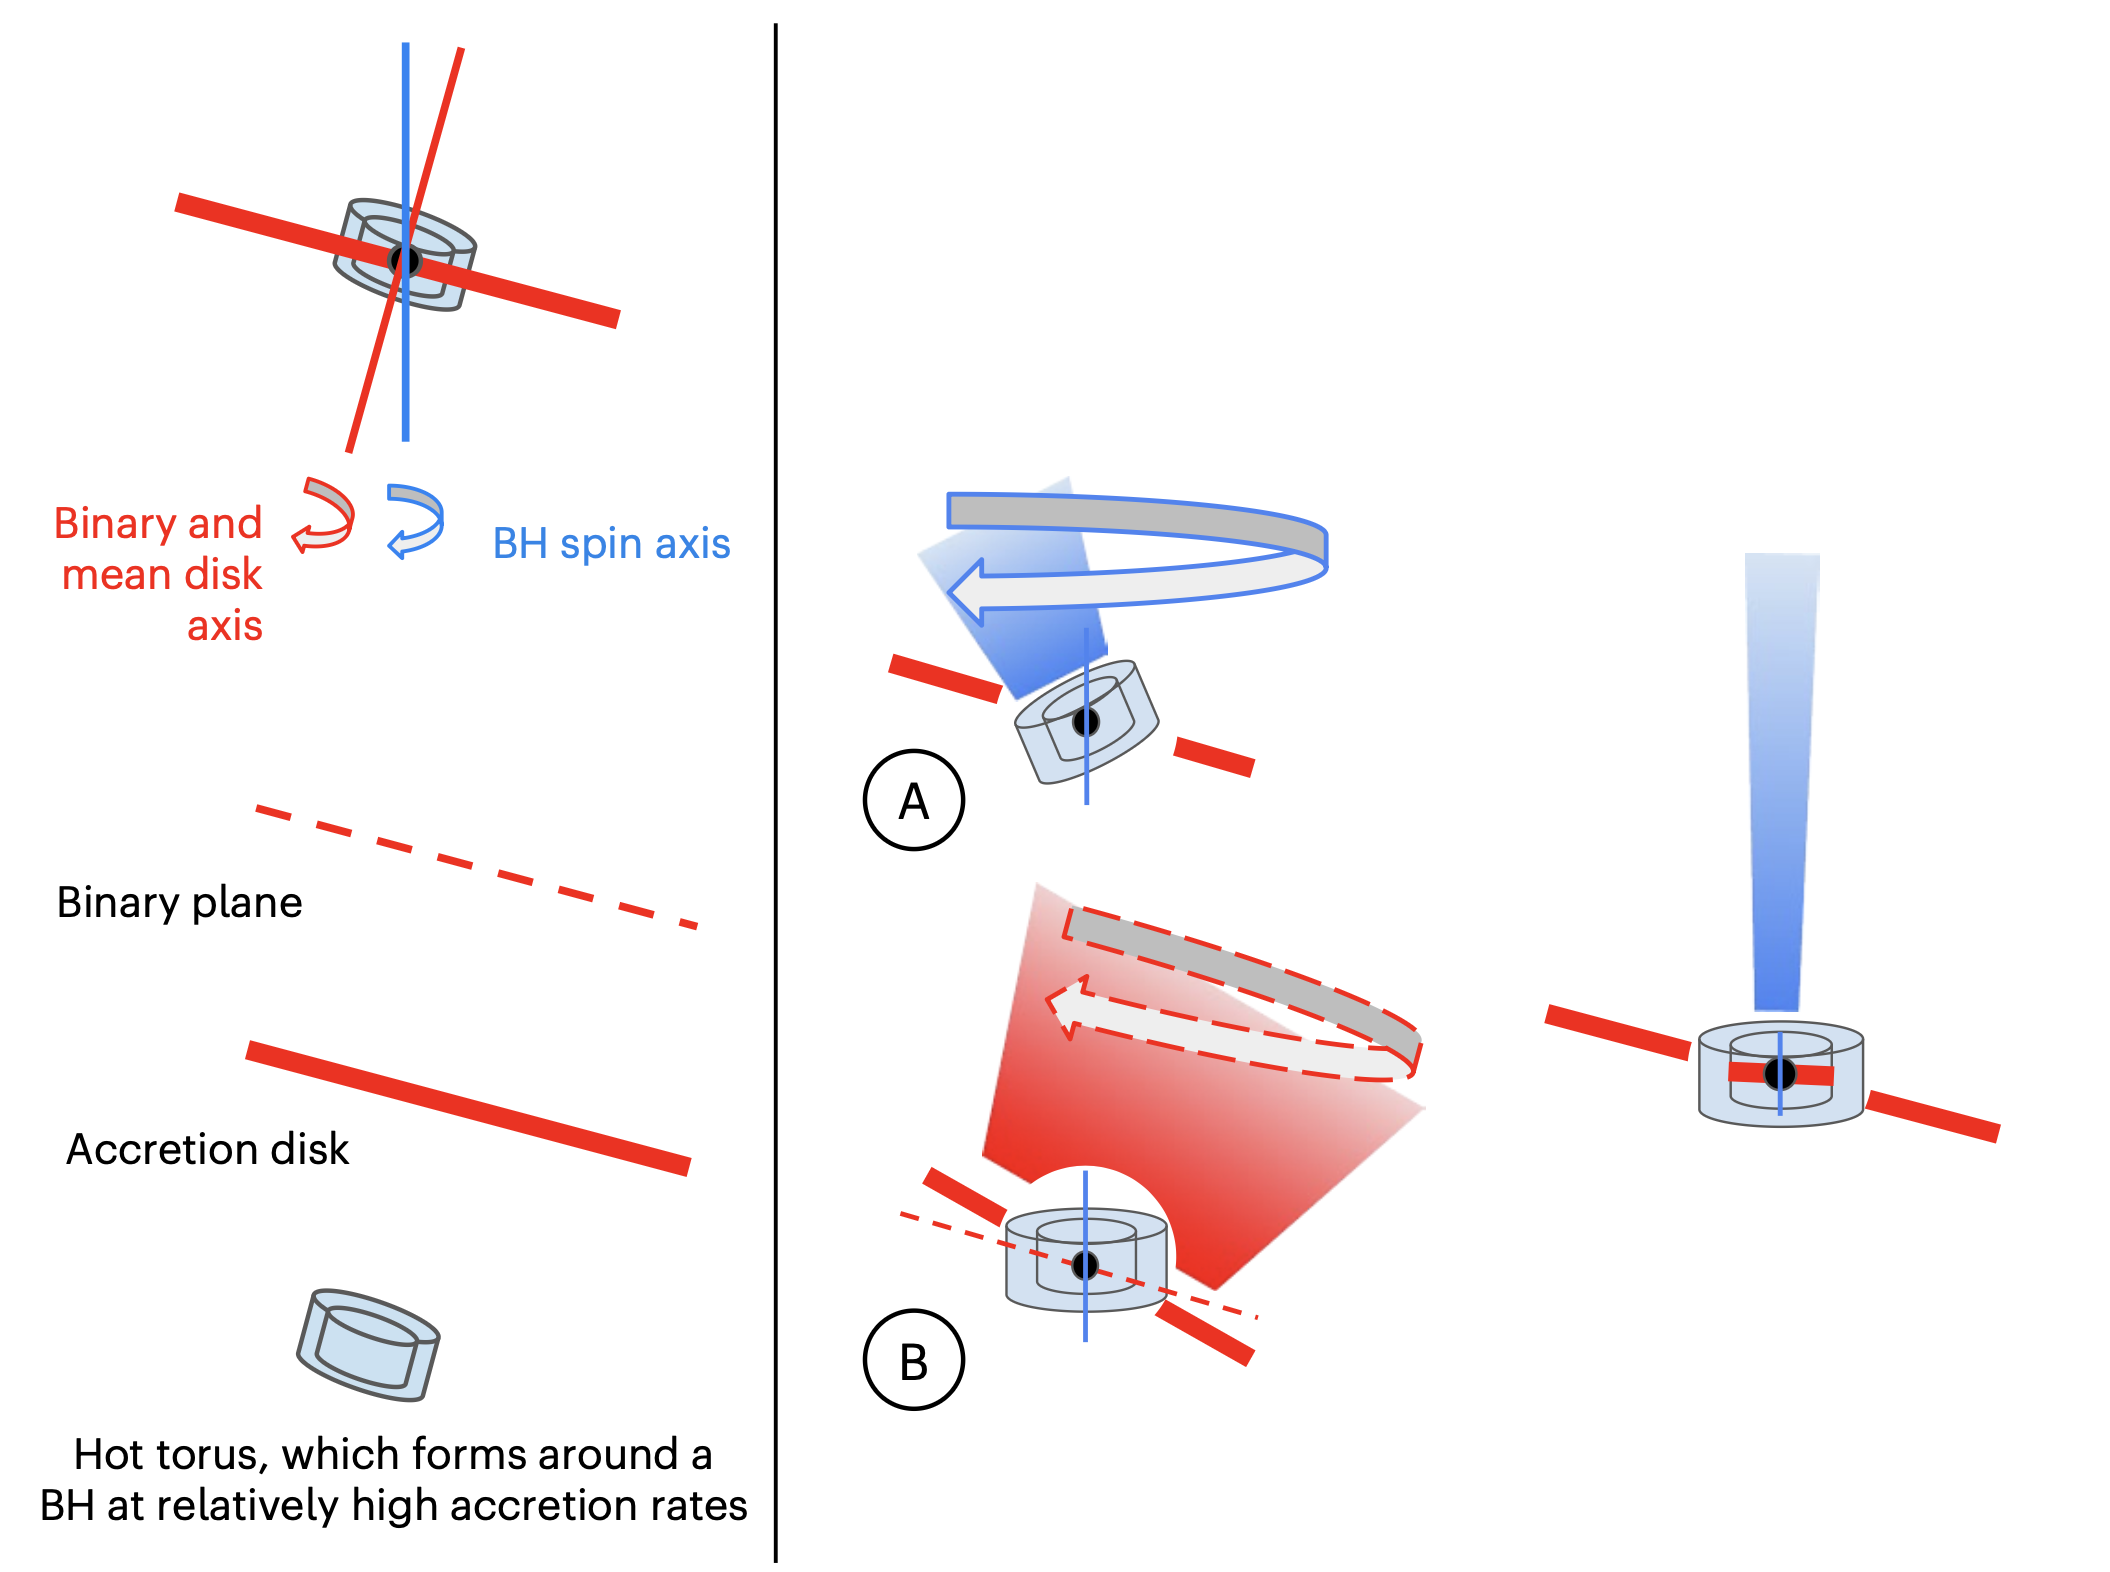 Binary and
mean disk
axis
BH spin axis
Binary plane
Accretion disk
Hot torus, which forms around a
BH at relatively high accretion rates
A
B